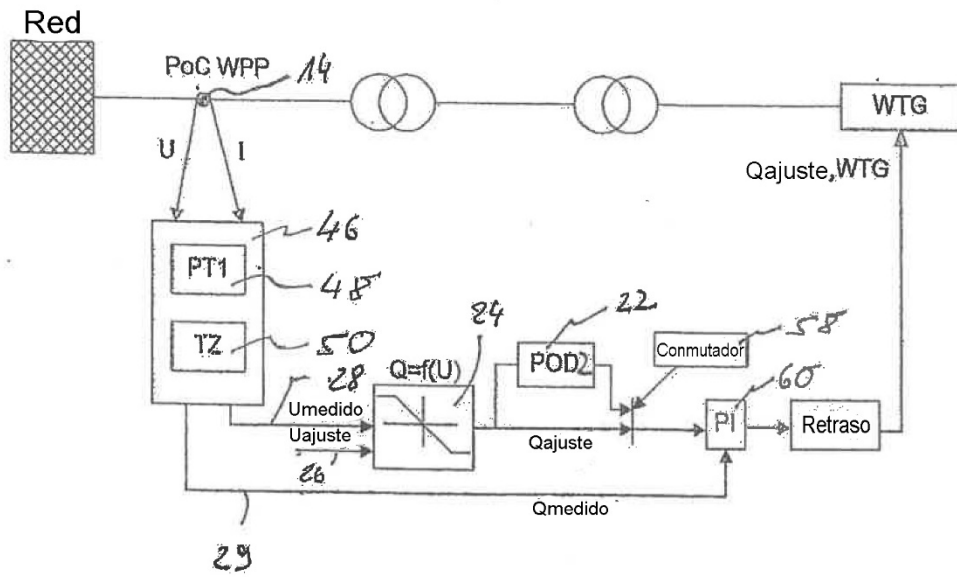 Red
PoC WPP
14
WTG
U
I
Qajuste,WTG
46
PT1
48
TZ
50
28
24
22
58
Q=f(U)
POD2
Conmutador
60
Umedido
Uajuste
26'
Qajuste
PI
Retraso
Qmedido
29